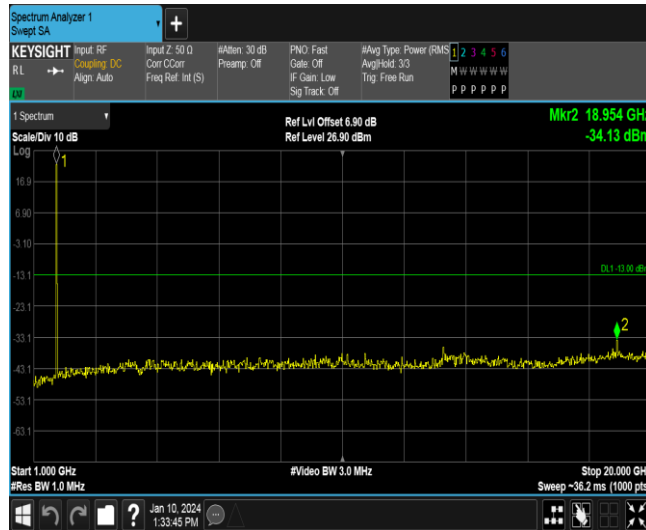 Spectrum Analyzer 1
Swept SA
+
KEYSIGHT Input: RF Input Z: 50 Ω #Atten: 30 dB PNO: Fast #Avg Type: Power (RMS 1 2 3 4 5 6
RL Coupling: DC Corr CCorr Preamp: Off Gate: Off Avg|Hold: 3/3 M W W W W W
Align: Auto Freq Ref: Int (S) IF Gain: Low Trig: Free Run
LXI Sig Track: Off P P P P P P
1 Spectrum Ref Lvl Offset 6.90 dB Mkr2 18.954 GH
Scale/Div 10 dB Ref Level 26.90 dBm -34.13 dBm
Log
1
16.9
6.90
-3.10
DL1 -13.00 dBm
-13.1
-23.1
2
-33.1
-43.1
-53.1
-63.1
Start 1.000 GHz #Video BW 3.0 MHz Stop 20.000 GH
#Res BW 1.0 MHz Sweep ~36.2 ms (1000 pts
? Jan 10, 2024
1:33:45 PM